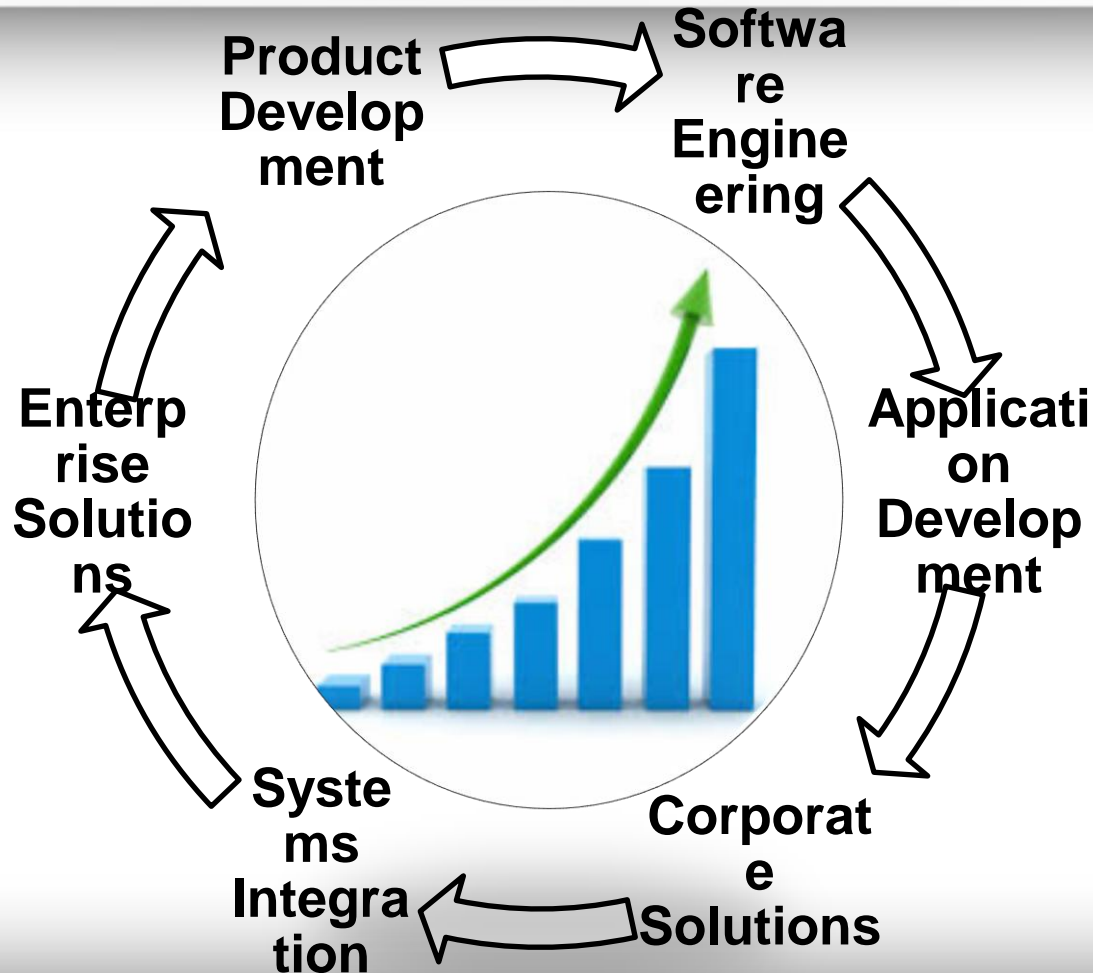 Product
Develop
ment
Softwa
re
Engine
ering
Applicati
on
Develop
ment
Corporat
e
Solutions
Syste
ms
Integra
tion
Enterp
rise
Solutio
ns